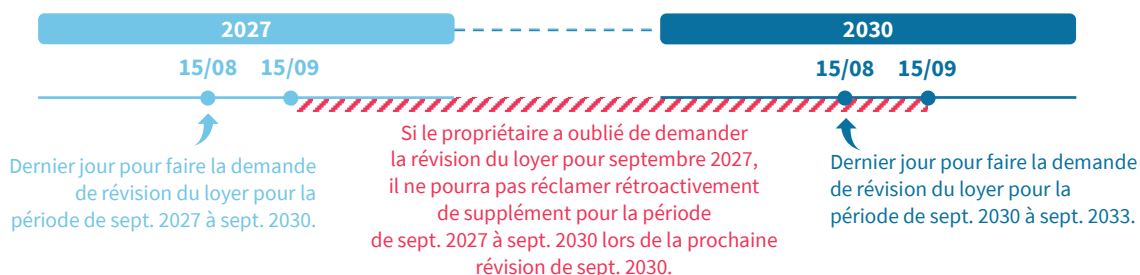 2027
2030
15/08
15/09
15/08
15/09
Dernier jour pour faire la demande
de révision du loyer pour la
période de sept. 2027 à sept. 2030.
Si le propriétaire a oublié de demander
la révision du loyer pour septembre 2027,
il ne pourra pas réclamer rétroactivement
de supplément pour la période
de sept. 2027 à sept. 2030 lors de la prochaine
révision de sept. 2030.
Dernier jour pour faire la demande
de révision du loyer pour la
période de sept. 2030 à sept. 2033.